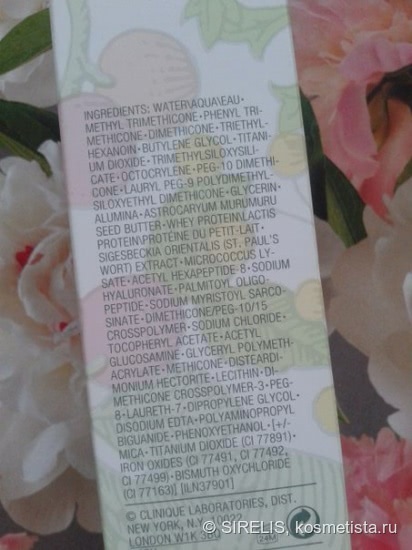 INGREDIENTS: WATER\AQUA\EAU•
METHYL TRIMETHICONE•PHENYL TRI-
METHICONE•DIMETHICONE•TRIETHYL-
HEXANOIN•BUTYLENE GLYCOL•TITANI-
UM DIOXIDE•TRIMETHYLSILOXYSILI-
CATE•OCTOCRYLENE•PEG-10 DIMETHI-
CONE•LAURYL PEG-9 POLYDIMETHYL-
SILOXYETHYL DIMETHICONE•GLYCERIN•
ALUMINA•ASTROCARYUM MURUMURU
SEED BUTTER•WHEY PROTEIN\LACTIS
PROTEIN\PROTÉINE DU PETIT-LAIT•
SIGESBECKIA ORIENTALIS (ST. PAUL'S
WORT) EXTRACT•MICROCOCCUS LY-
SATE•ACETYL HEXAPEPTIDE-8•SODIUM
HYALURONATE•PALMITOYL OLIGO-
PEPTIDE•SODIUM MYRISTOYL SARCO-
SINATE•DIMETHICONE/PEG-10/15
CROSSPOLYMER•SODIUM CHLORIDE•
TOCOPHERYL ACETATE•ACETYL
GLUCOSAMINE•GLYCERYL POLYMETH-
ACRYLATE•METHICONE•DISTEARDI-
MONIUM HECTORITE•LECITHIN•DI-
METHICONE CROSSPOLYMER-3•PEG-
8•LAURETH-7•DIPROPYLENE GLYCOL•
DISODIUM EDTA•POLYAMINOPROPYL
BIGUANIDE•PHENOXYETHANOL•[+/-
MICA•TITANIUM DIOXIDE (CI 77891)•
IRON OXIDES (CI 77491, CI 77492,
CI 77499)•BISMUTH OXYCHLORIDE
(CI 77163)] [ILN37901]
© CLINIQUE LABORATORIES, DIST.
NEW YORK, N.Y. 10022
LONDON W1K 3BQ 24M
© SIRELIS, kosmetista.ru